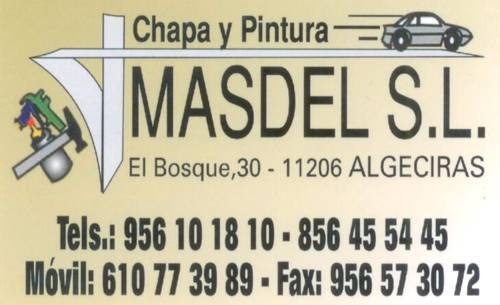 Chapa y Pintura
MASDEL S.L.
El Bosque,30 - 11206 ALGECIRAS
Tels.: 956 10 18 10 - 856 45 54 45
Móvil: 610 77 39 89 - Fax: 956 57 30 72